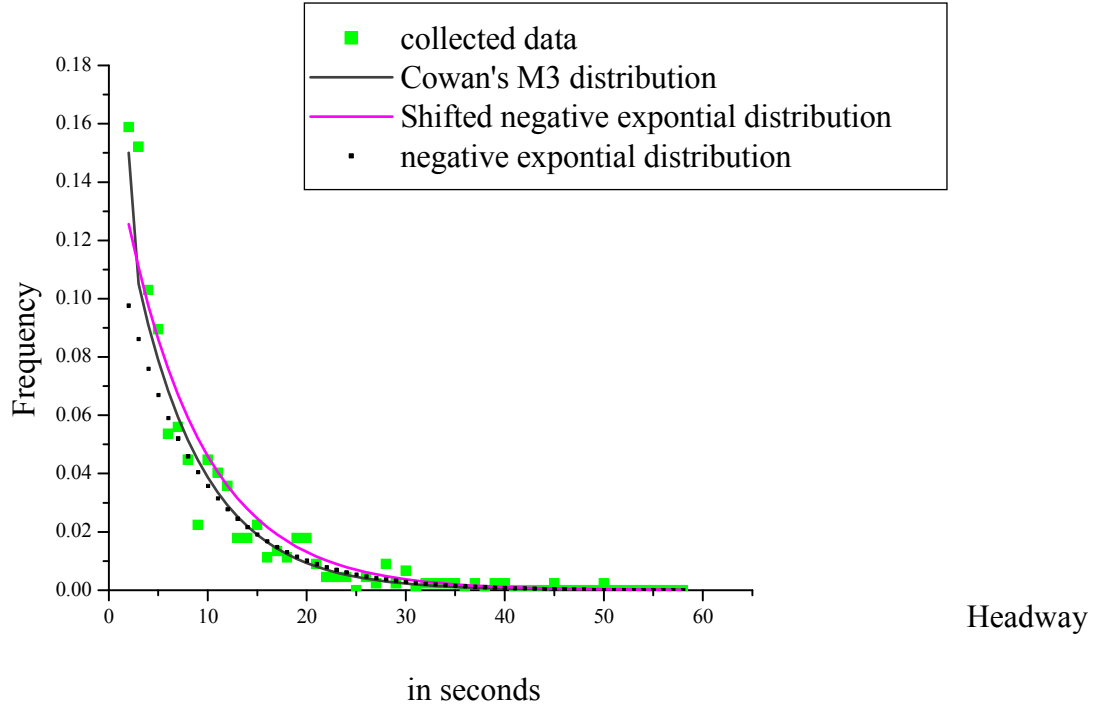 collected data
Cowan's M3 distribution
Shifted negative expontial distribution
negative expontial distribution
0.18
0.16
0.14
0.12
0.10
0.08
0.06
0.04
0.02
0.00
Frequency
0 10 20 30 40 50 60
Headway
in seconds